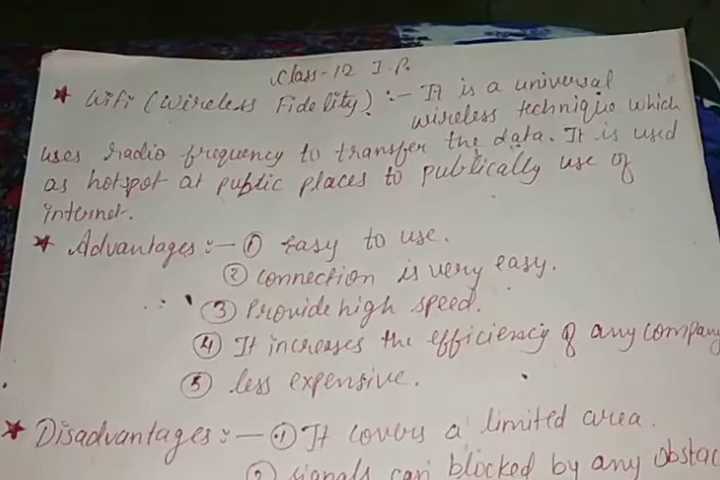 Class-12 I.P.
★ Wifi (Wireless Fidelity) :- It is a universal
wireless technique which
uses radio frequency to transfer the data. It is used
as hotspot at public places to publically use of
internet.
★ Advantages :- ① Easy to use.
② connection is very easy.
③ Provide high speed.
④ It increases the efficiency of any company
⑤ less expensive.
★ Disadvantages :- ① It covers a limited area.
② signals can blocked by any obstac